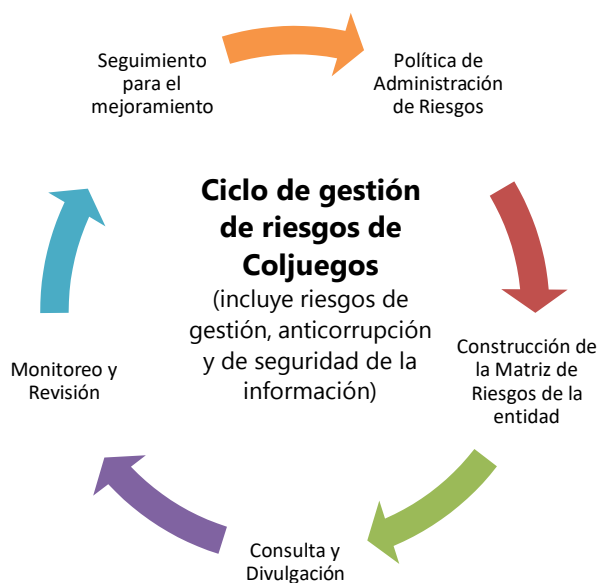 Seguimiento
para el
mejoramiento
Política de
Administración
de Riesgos
Ciclo de gestión
de riesgos de
Coljuegos
(incluye riesgos de
gestión, anticorrupción
y de seguridad de la
información)
Construcción de
la Matriz de
Riesgos de la
entidad
Monitoreo y
Revisión
Consulta y
Divulgación